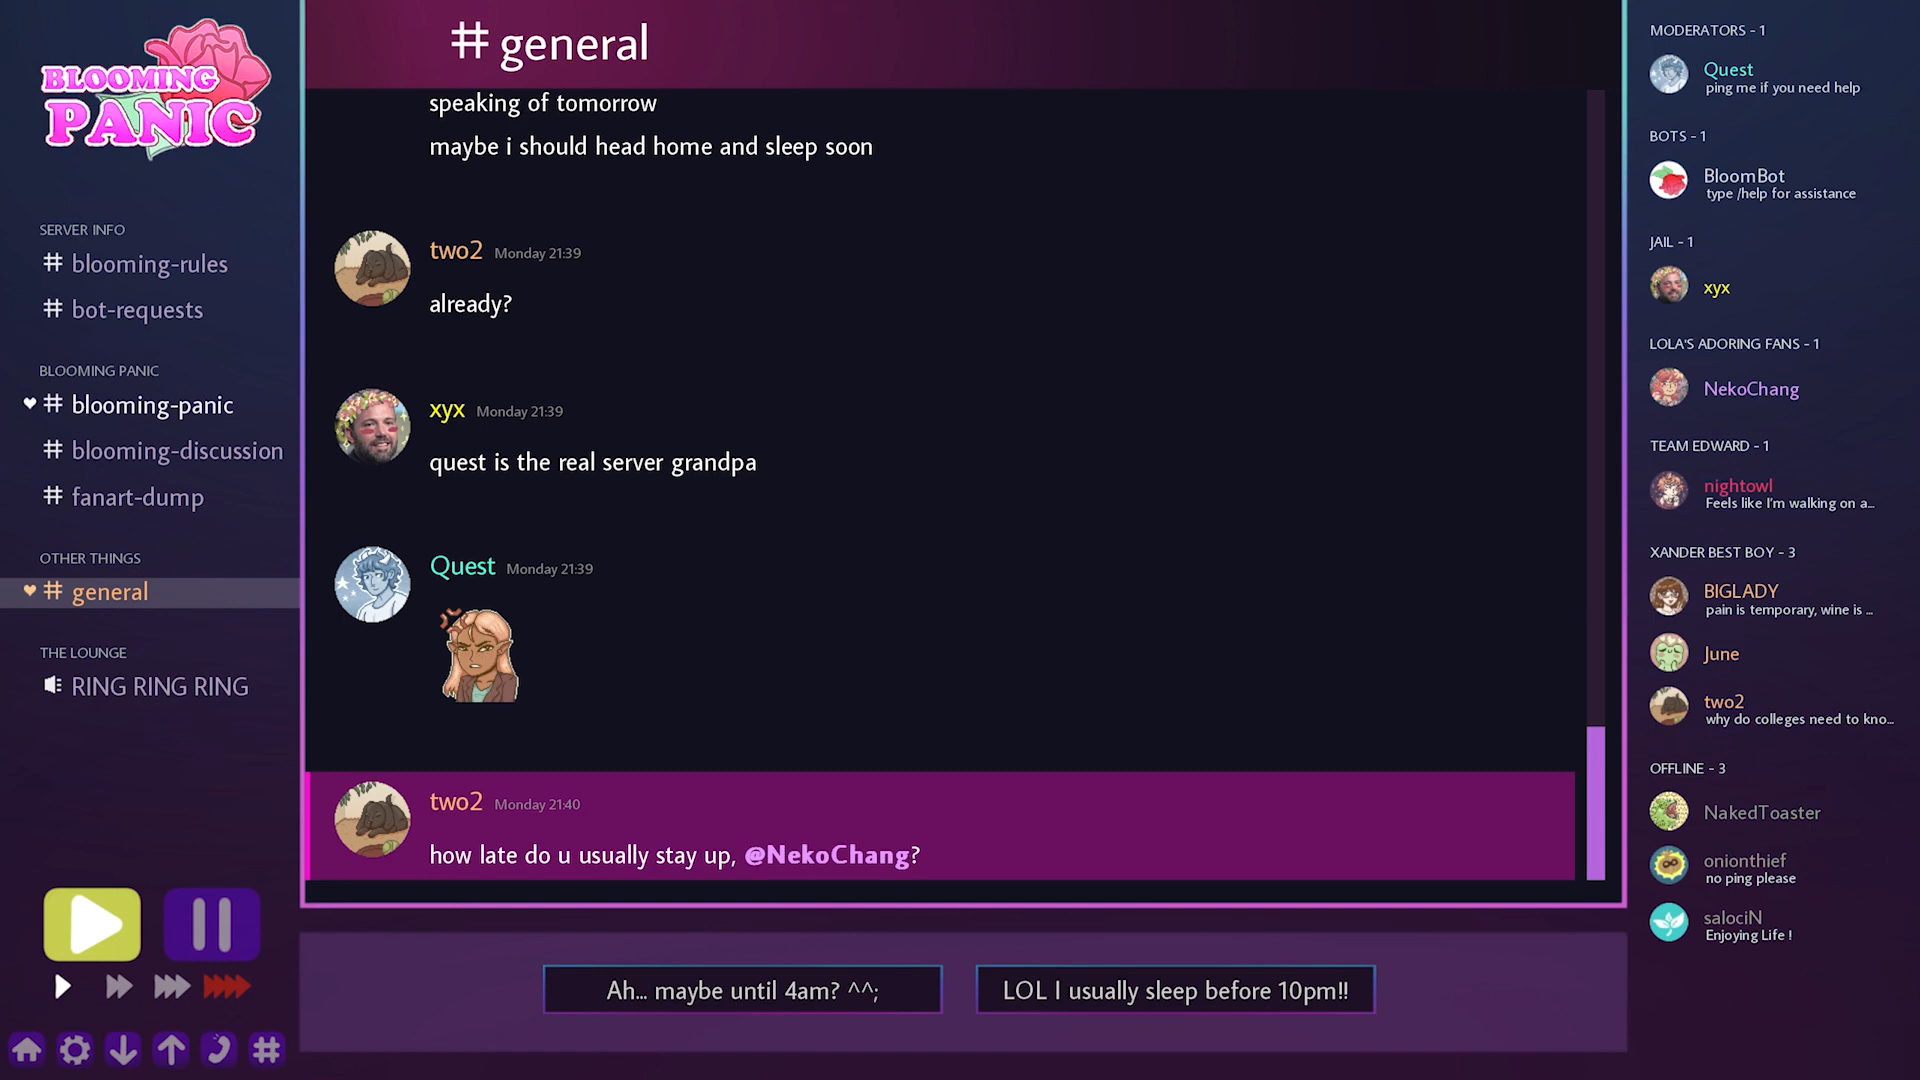 BLOOMING
PANIC
SERVER INFO
# blooming-rules
# bot-requests
BLOOMING PANIC
# blooming-panic
# blooming-discussion
# fanart-dump
OTHER THINGS
# general
THE LOUNGE
RING RING RING
# general
speaking of tomorrow
maybe i should head home and sleep soon
two2 Monday 21:39
already?
xyx Monday 21:39
quest is the real server grandpa
Quest Monday 21:39
two2 Monday 21:40
how late do u usually stay up, @NekoChang?
Ah... maybe until 4am? ^^;
LOL I usually sleep before 10pm!!
MODERATORS - 1
Quest
ping me if you need help
BOTS - 1
BloomBot
type /help for assistance
JAIL - 1
xyx
LOLA'S ADORING FANS - 1
NekoChang
TEAM EDWARD - 1
nightowl
Feels like I'm walking on a...
XANDER BEST BOY - 3
BIGLADY
pain is temporary, wine is ...
June
two2
why do colleges need to kno...
OFFLINE - 3
NakedToaster
onionthief
no ping please
salociN
Enjoying Life !